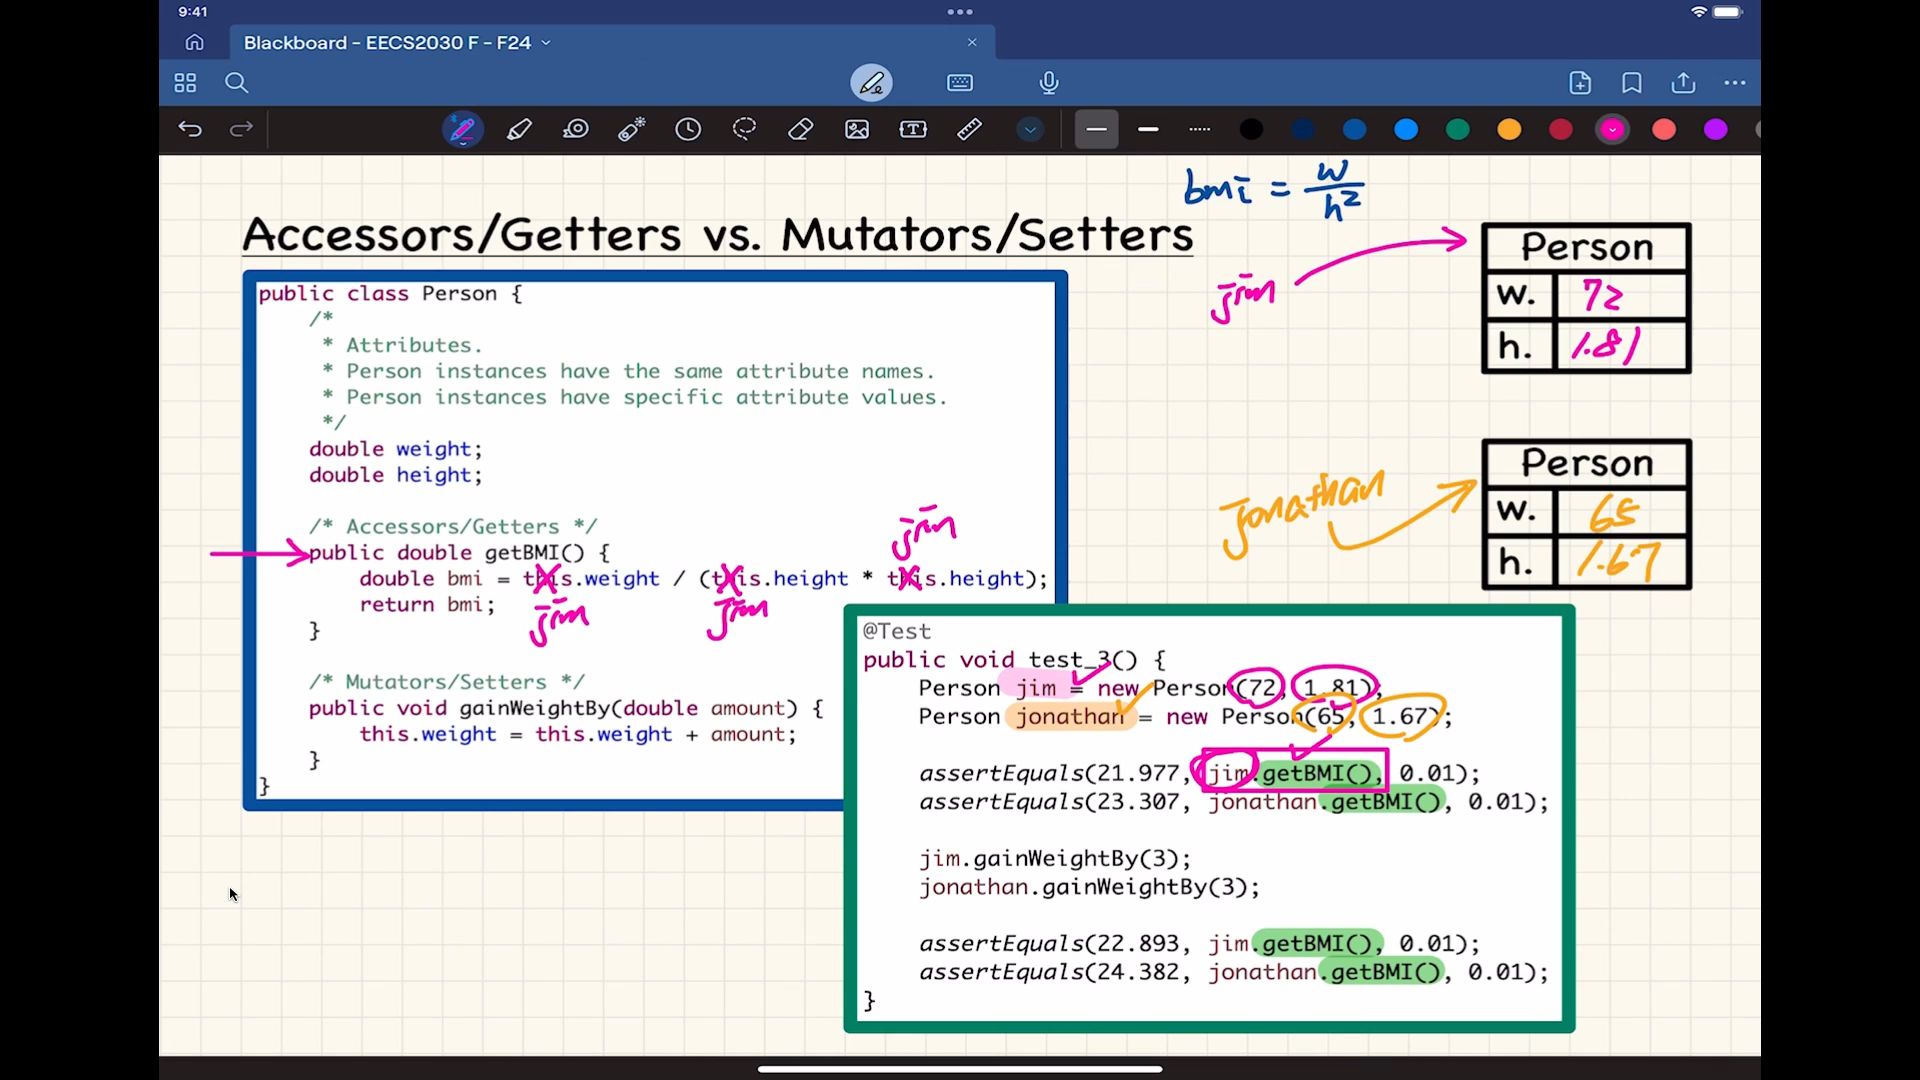 9:41
Blackboard - EECS2030 F - F24
bmi = w
h²
Accessors/Getters vs. Mutators/Setters
jim
Person
w. 72
h. 1.81
public class Person {
/*
* Attributes.
* Person instances have the same attribute names.
* Person instances have specific attribute values.
*/
double weight;
double height;
jonathan
Person
w. 65
h. 1.67
/* Accessors/Getters */
jim
public double getBMI() {
double bmi = this.weight / (this.height * this.height);
return bmi;
jim jim
}
/* Mutators/Setters */
public void gainWeightBy(double amount) {
this.weight = this.weight + amount;
}
}
@Test
public void test_3() {
Person jim = new Person(72, 1.81);
Person jonathan = new Person(65, 1.67);
assertEquals(21.977, jim.getBMI(), 0.01);
assertEquals(23.307, jonathan.getBMI(), 0.01);
jim.gainWeightBy(3);
jonathan.gainWeightBy(3);
assertEquals(22.893, jim.getBMI(), 0.01);
assertEquals(24.382, jonathan.getBMI(), 0.01);
}